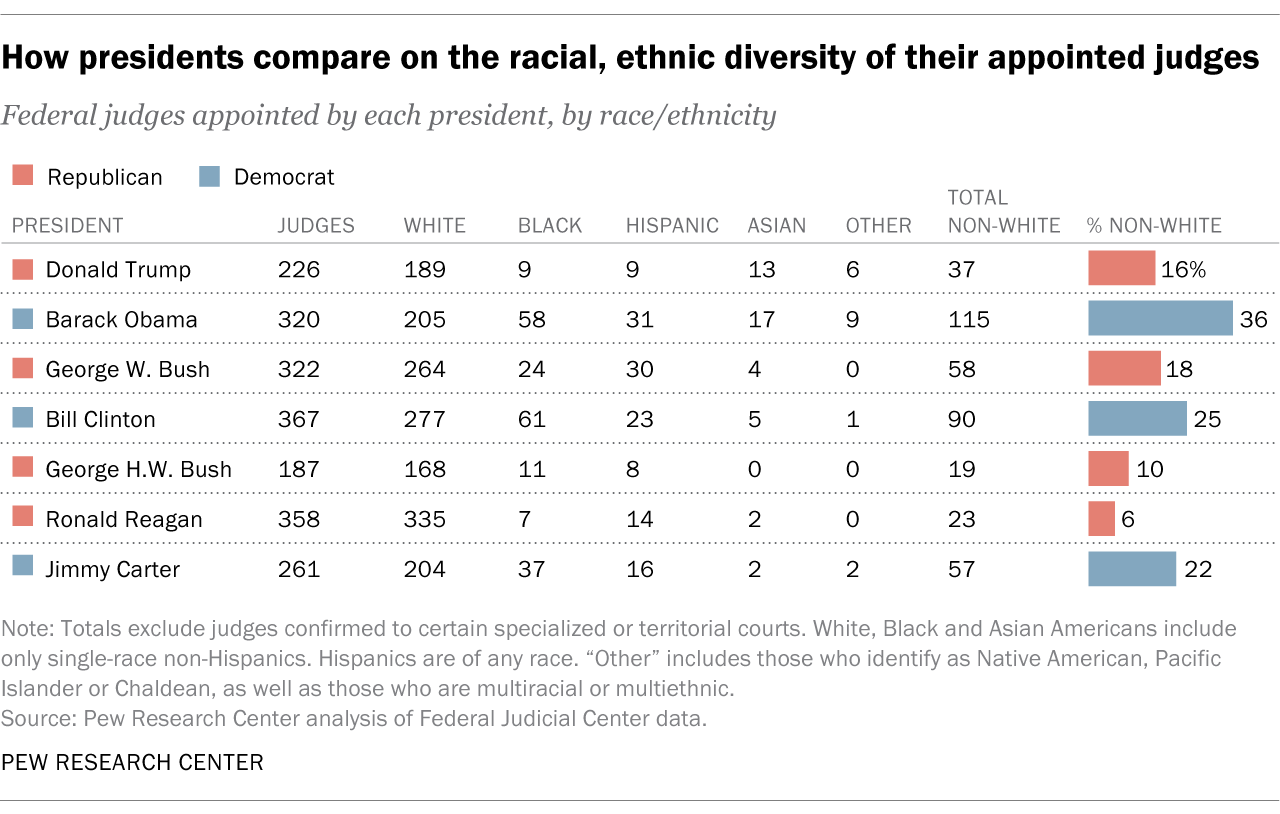 How presidents compare on the racial, ethnic diversity of their appointed judges
Federal judges appointed by each president, by race/ethnicity
Republican Democrat
PRESIDENT JUDGES WHITE BLACK HISPANIC ASIAN OTHER TOTAL NON-WHITE % NON-WHITE
Donald Trump 226 189 9 9 13 6 37 16%
Barack Obama 320 205 58 31 17 9 115 36
George W. Bush 322 264 24 30 4 0 58 18
Bill Clinton 367 277 61 23 5 1 90 25
George H.W. Bush 187 168 11 8 0 0 19 10
Ronald Reagan 358 335 7 14 2 0 23 6
Jimmy Carter 261 204 37 16 2 2 57 22
Note: Totals exclude judges confirmed to certain specialized or territorial courts. White, Black and Asian Americans include
only single-race non-Hispanics. Hispanics are of any race. “Other” includes those who identify as Native American, Pacific
Islander or Chaldean, as well as those who are multiracial or multiethnic.
Source: Pew Research Center analysis of Federal Judicial Center data.
PEW RESEARCH CENTER